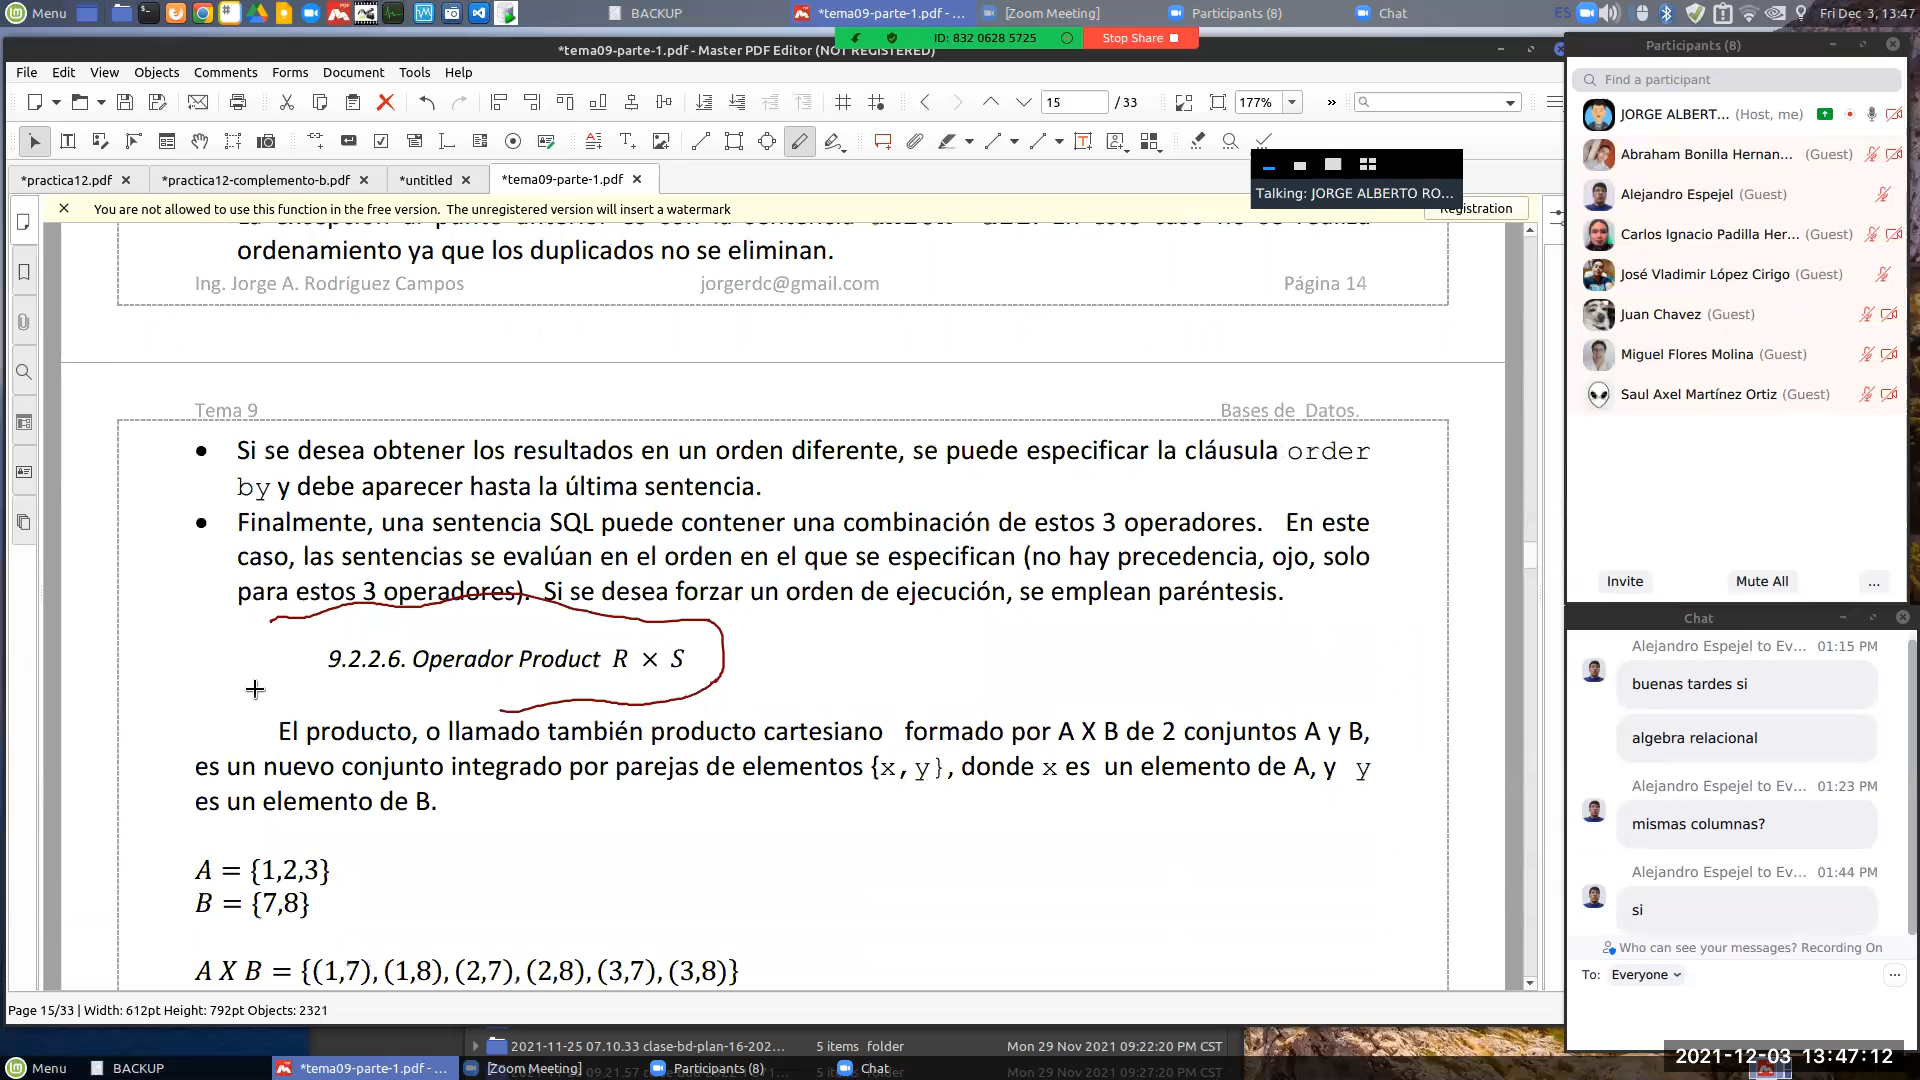 Menu
BACKUP
*tema09-parte-1.pdf - ...
[Zoom Meeting]
Participants (8)
Chat
ES
Fri Dec 3, 13:47
ID: 832 0628 5725
Stop Share
*tema09-parte-1.pdf - Master PDF Editor (NOT REGISTERED)
File Edit View Objects Comments Forms Document Tools Help
15 / 33
177%
*practica12.pdf
*practica12-complemento-b.pdf
*untitled
*tema09-parte-1.pdf
Talking: JORGE ALBERTO RO...
You are not allowed to use this function in the free version. The unregistered version will insert a watermark
Registration
ordenamiento ya que los duplicados no se eliminan.
Ing. Jorge A. Rodríguez Campos jorgerdc@gmail.com Página 14
Tema 9 Bases de Datos.
• Si se desea obtener los resultados en un orden diferente, se puede especificar la cláusula order
by y debe aparecer hasta la última sentencia.
• Finalmente, una sentencia SQL puede contener una combinación de estos 3 operadores. En este
caso, las sentencias se evalúan en el orden en el que se especifican (no hay precedencia, ojo, solo
para estos 3 operadores). Si se desea forzar un orden de ejecución, se emplean paréntesis.
9.2.2.6. Operador Product R × S
El producto, o llamado también producto cartesiano formado por A X B de 2 conjuntos A y B,
es un nuevo conjunto integrado por parejas de elementos {x, y}, donde x es un elemento de A, y y
es un elemento de B.
A = {1,2,3}
B = {7,8}
A X B = {(1,7), (1,8), (2,7), (2,8), (3,7), (3,8)}
Page 15/33 | Width: 612pt Height: 792pt Objects: 2321
Participants (8)
Find a participant
JORGE ALBERT... (Host, me)
Abraham Bonilla Hernan... (Guest)
Alejandro Espejel (Guest)
Carlos Ignacio Padilla Her... (Guest)
José Vladimir López Cirigo (Guest)
Juan Chavez (Guest)
Miguel Flores Molina (Guest)
Saul Axel Martínez Ortiz (Guest)
Invite
Mute All
...
Chat
Alejandro Espejel to Ev... 01:15 PM
buenas tardes si
algebra relacional
Alejandro Espejel to Ev... 01:23 PM
mismas columnas?
Alejandro Espejel to Ev... 01:44 PM
si
Who can see your messages? Recording On
To: Everyone
2021-11-25 07.10.33 clase-bd-plan-16-202... 5 items folder Mon 29 Nov 2021 09:22:20 PM CST
Menu
BACKUP
*tema09-parte-1.pdf - ...
[Zoom Meeting]
Participants (8)
Chat
2021-12-03 13:47:12